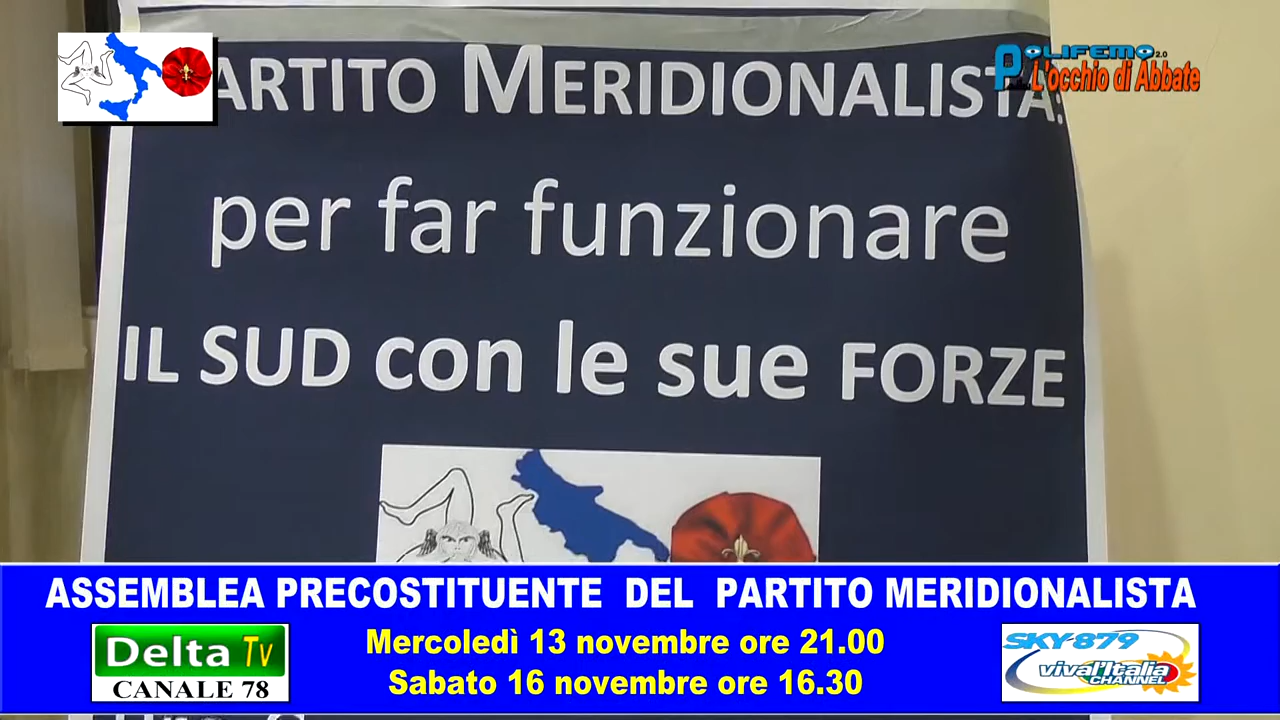 POLIFEMO 2.0
L'occhio di Abbate
ARTITO MERIDIONALISTA:
per far funzionare
IL SUD con le sue FORZE
ASSEMBLEA PRECOSTITUENTE DEL PARTITO MERIDIONALISTA
Delta Tv
CANALE 78
Mercoledì 13 novembre ore 21.00
Sabato 16 novembre ore 16.30
SKY-879
viva l'Italia
CHANNEL